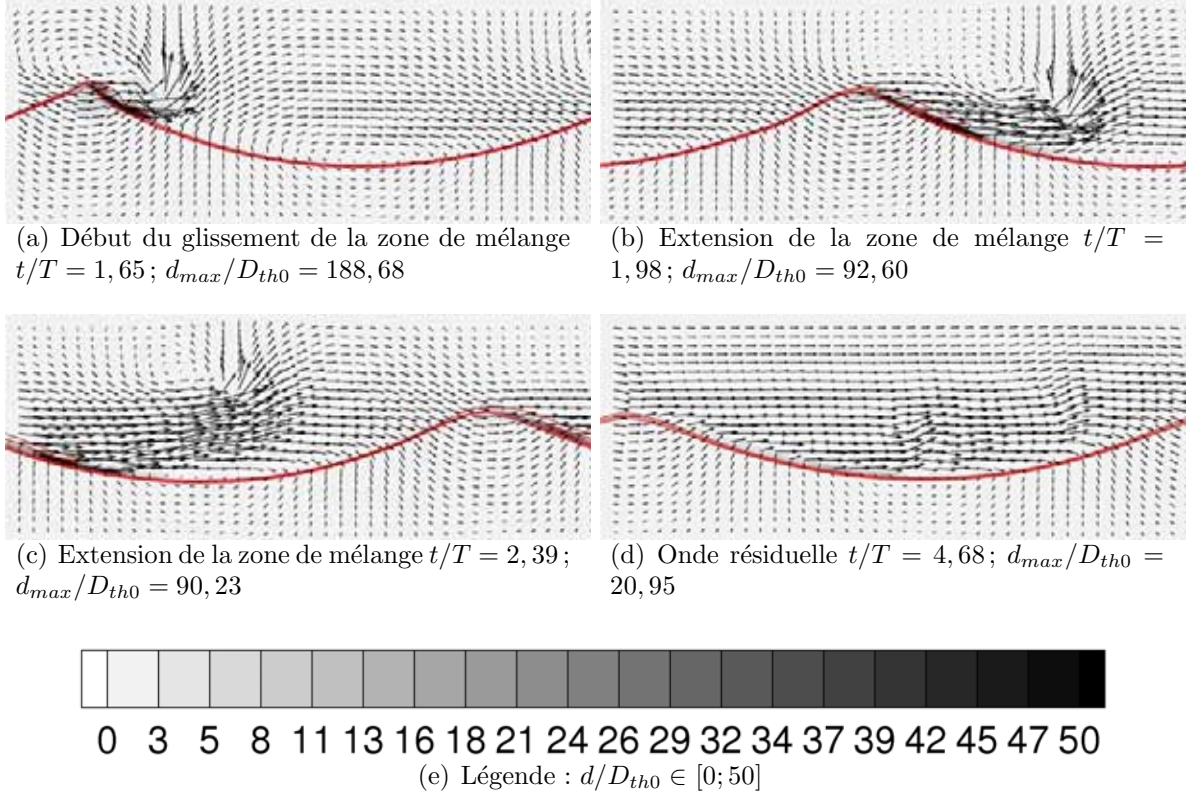 (a) Début du glissement de la zone de mélange
t/T = 1,65 ; d_max/D_th0 = 188,68
(b) Extension de la zone de mélange t/T =
1,98 ; d_max/D_th0 = 92,60
(c) Extension de la zone de mélange t/T = 2,39 ;
d_max/D_th0 = 90,23
(d) Onde résiduelle t/T = 4,68 ; d_max/D_th0 =
20,95
0 3 5 8 11 13 16 18 21 24 26 29 32 34 37 39 42 45 47 50
(e) Légende : d/D_th0 ∈ [0; 50]